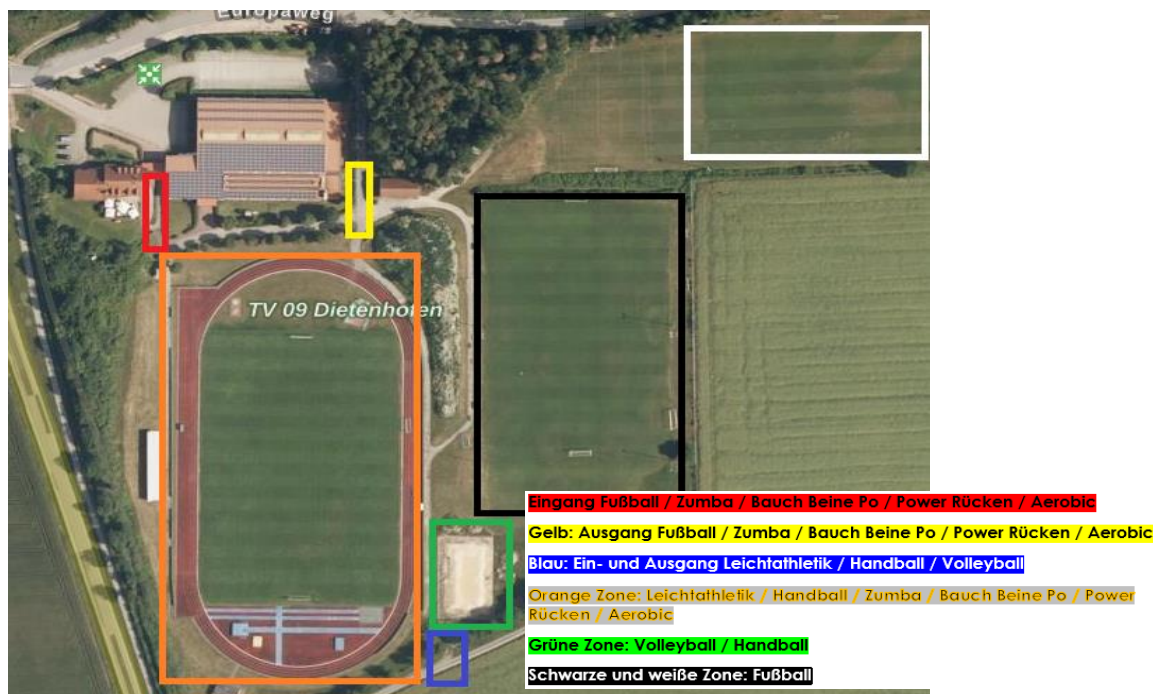 Europaweg
TV 09 Dietenhofen
Eingang Fußball / Zumba / Bauch Beine Po / Power Rücken / Aerobic
Gelb: Ausgang Fußball / Zumba / Bauch Beine Po / Power Rücken / Aerobic
Blau: Ein- und Ausgang Leichtathletik / Handball / Volleyball
Orange Zone: Leichtathletik / Handball / Zumba / Bauch Beine Po / Power
Rücken / Aerobic
Grüne Zone: Volleyball / Handball
Schwarze und weiße Zone: Fußball